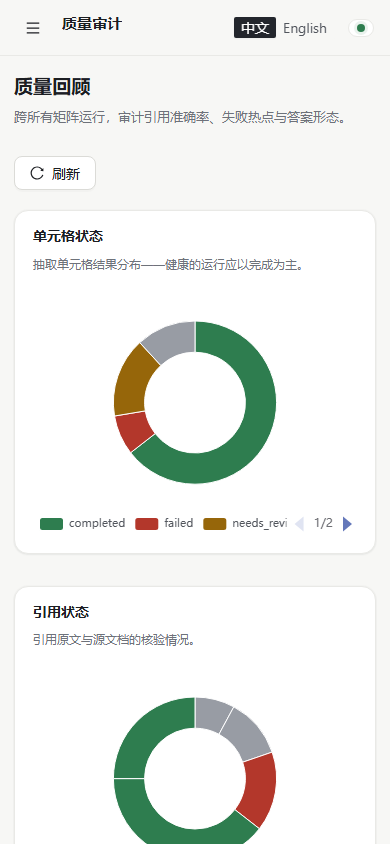 质量审计
中文 English
质量回顾
跨所有矩阵运行，审计引用准确率、失败热点与答案形态。
刷新
单元格状态
抽取单元格结果分布——健康的运行应以完成为主。
completed failed needs_revi 1/2
引用状态
引用原文与源文档的核验情况。